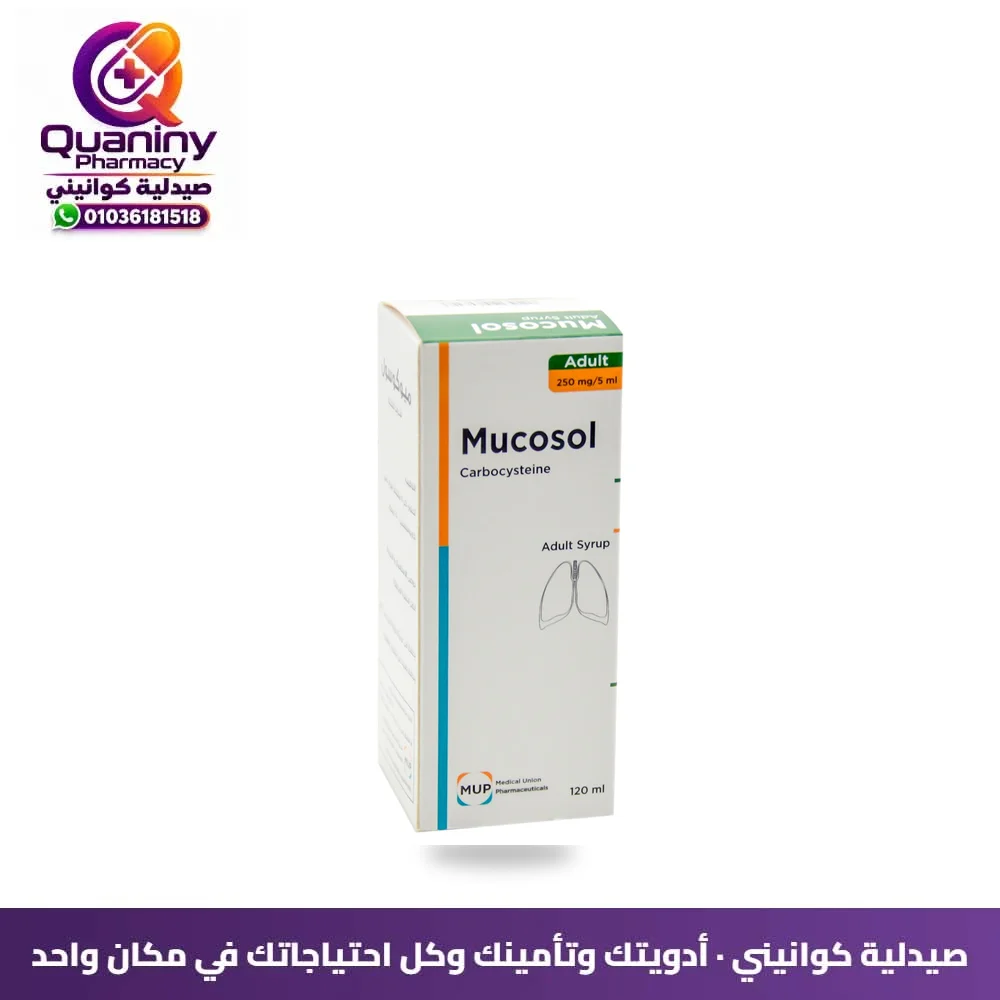 Quaniny
Pharmacy
صيدلية كوانيني
01036181518
Mucosol
Adult Syrup
Adult
250 mg/5 ml
Mucosol
Carbocysteine
Adult Syrup
MUP
Medical Union
Pharmaceuticals
120 ml
ميوكوسول
صيدلية كوانيني · أدويتك وتأمينك وكل احتياجاتك في مكان واحد